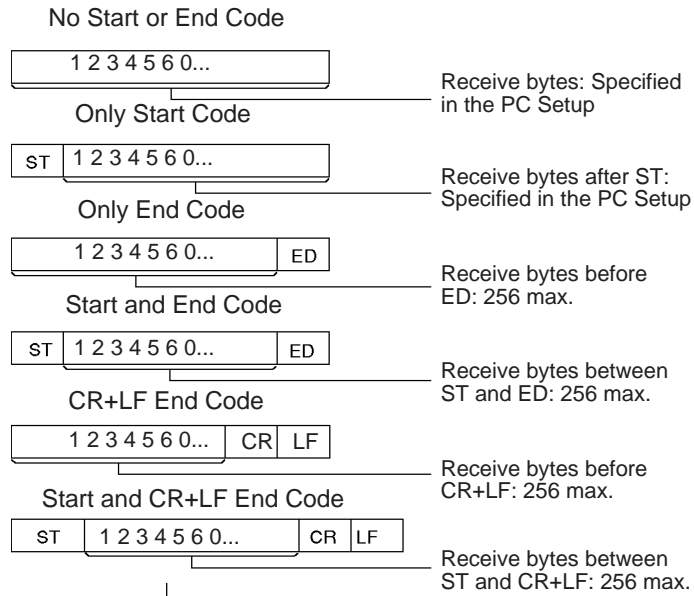 No Start or End Code
1 2 3 4 5 6 0...
Receive bytes: Specified
in the PC Setup
Only Start Code
ST 1 2 3 4 5 6 0...
Receive bytes after ST:
Specified in the PC Setup
Only End Code
1 2 3 4 5 6 0... ED
Receive bytes before
ED: 256 max.
Start and End Code
ST 1 2 3 4 5 6 0... ED
Receive bytes between
ST and ED: 256 max.
CR+LF End Code
1 2 3 4 5 6 0... CR LF
Receive bytes before
CR+LF: 256 max.
Start and CR+LF End Code
ST 1 2 3 4 5 6 0... CR LF
Receive bytes between
ST and CR+LF: 256 max.